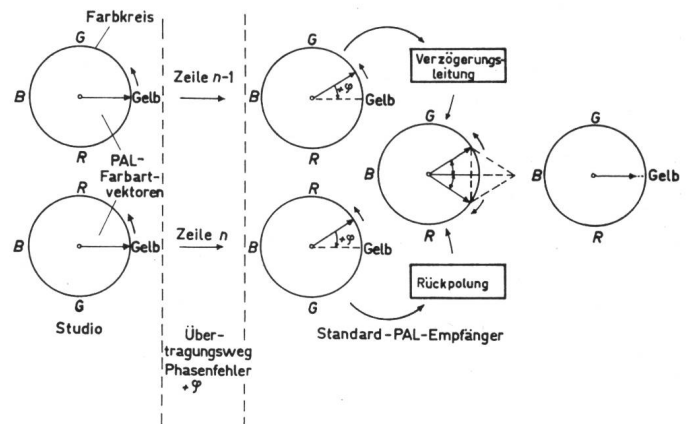 Farbkreis
G
B
Gelb
R
PAL-
Farbart-
vektoren
R
B
Gelb
G
Studio
Zeile n-1
Zeile n
Über-
tragungsweg
Phasenfehler
+φ
G
B
+φ
Gelb
R
R
B
+φ
Gelb
G
Verzögerungs-
leitung
G
B
R
Rückpolung
Standard-PAL-Empfänger
G
B
Gelb
R